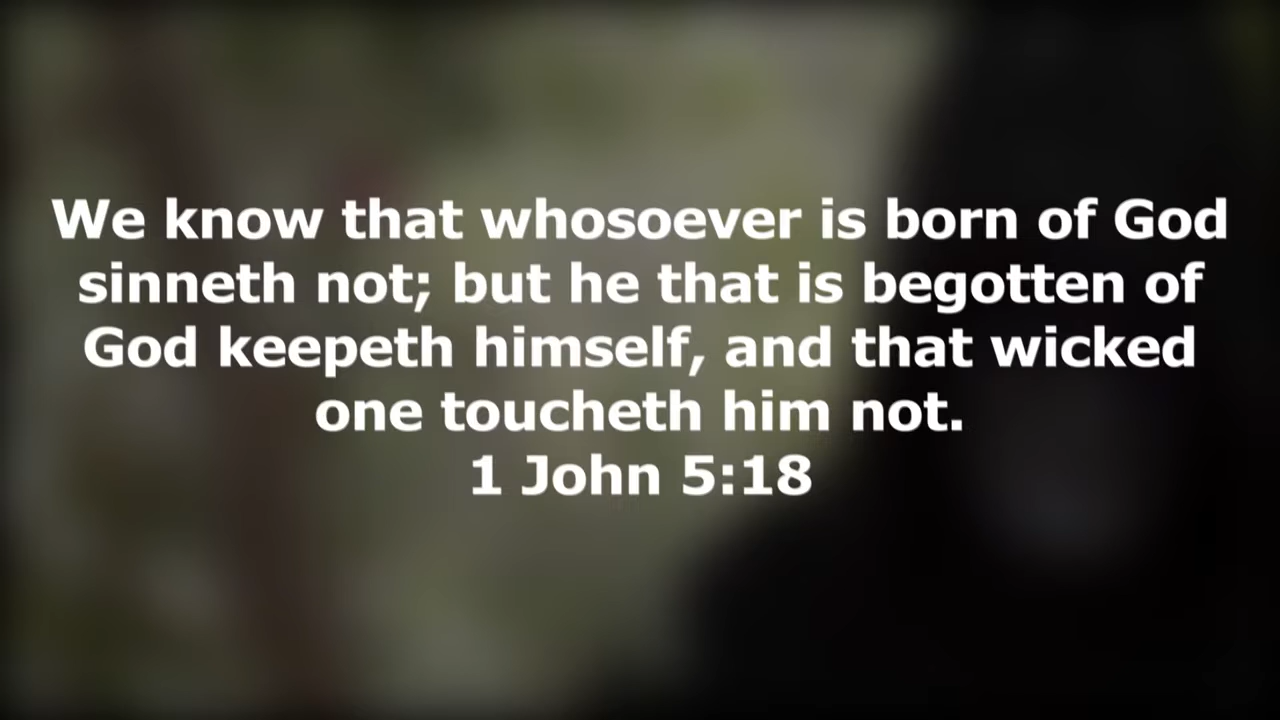 We know that whosoever is born of God
sinneth not; but he that is begotten of
God keepeth himself, and that wicked
one toucheth him not.
1 John 5:18